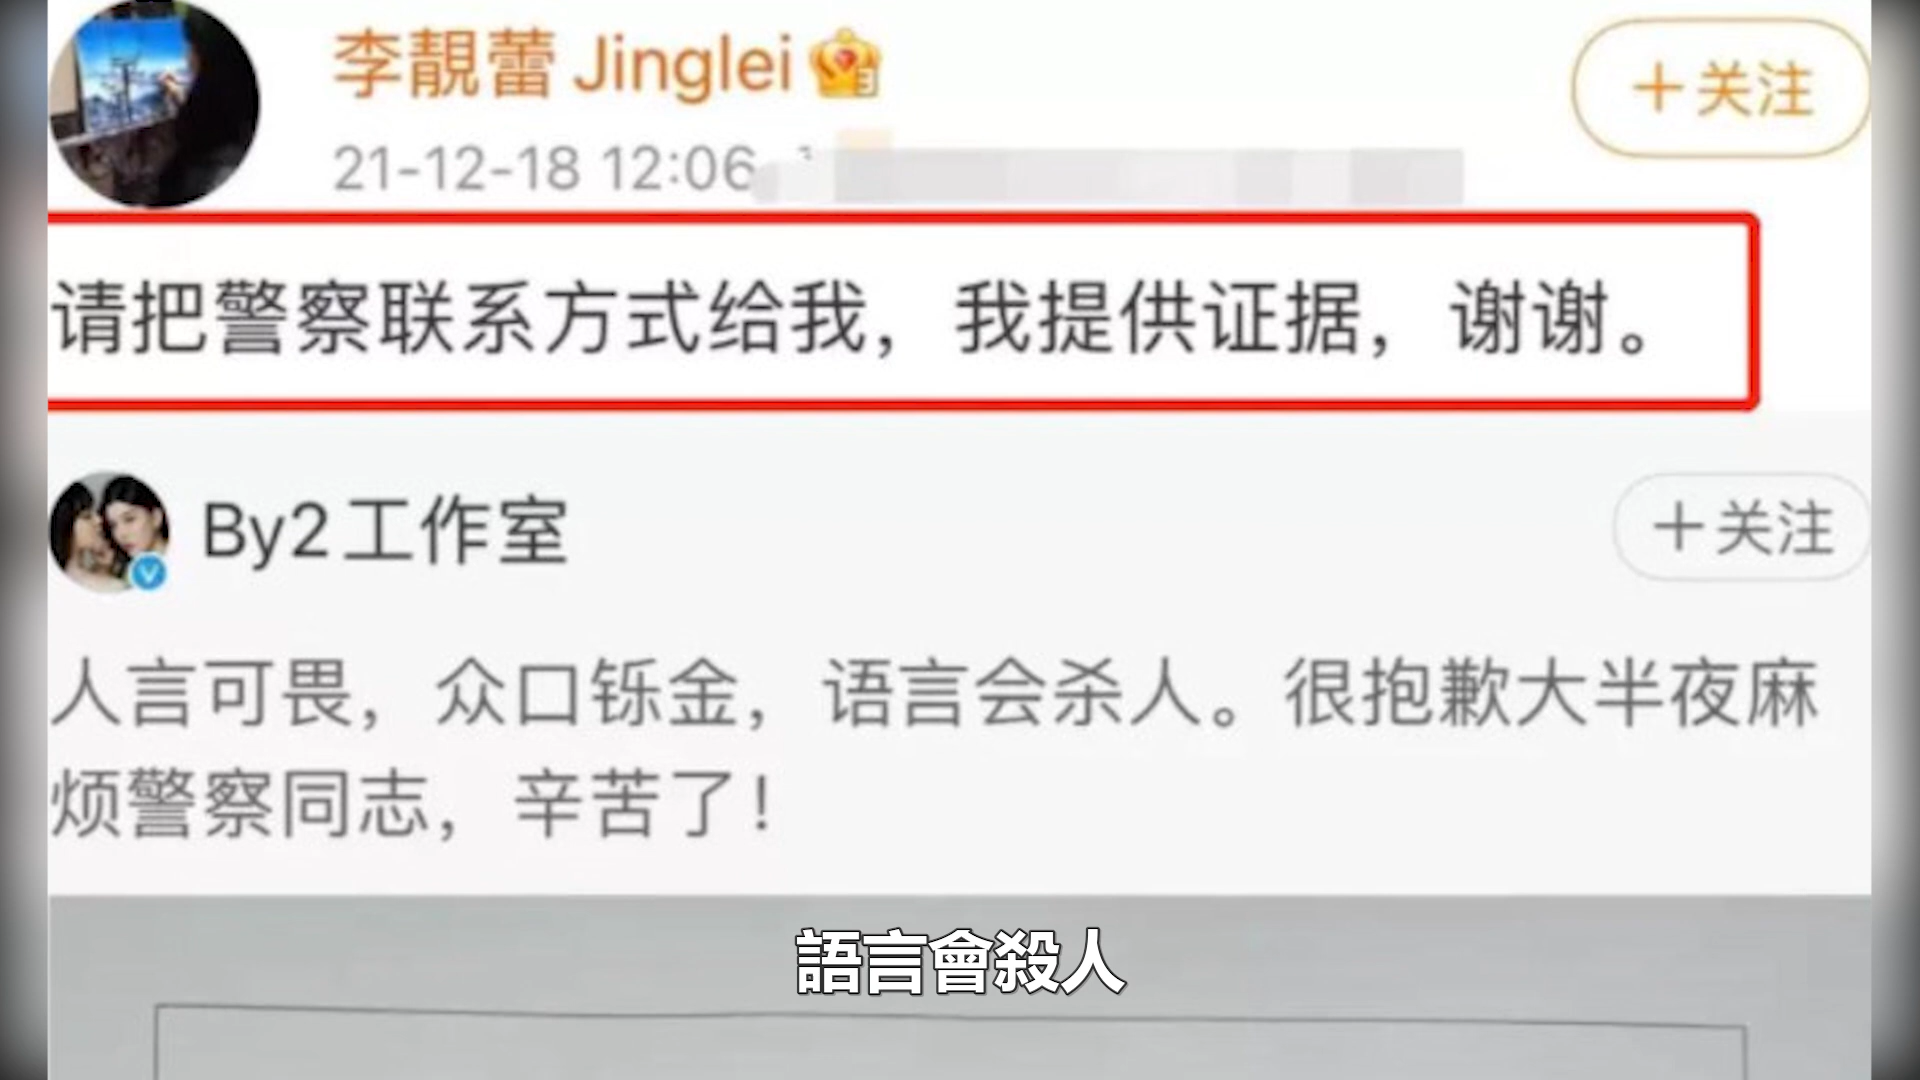 李靚蕾 Jinglei
+关注
21-12-18 12:06
请把警察联系方式给我，我提供证据，谢谢。
By2工作室
+关注
人言可畏，众口铄金，语言会杀人。很抱歉大半夜麻
烦警察同志，辛苦了！
語言會殺人